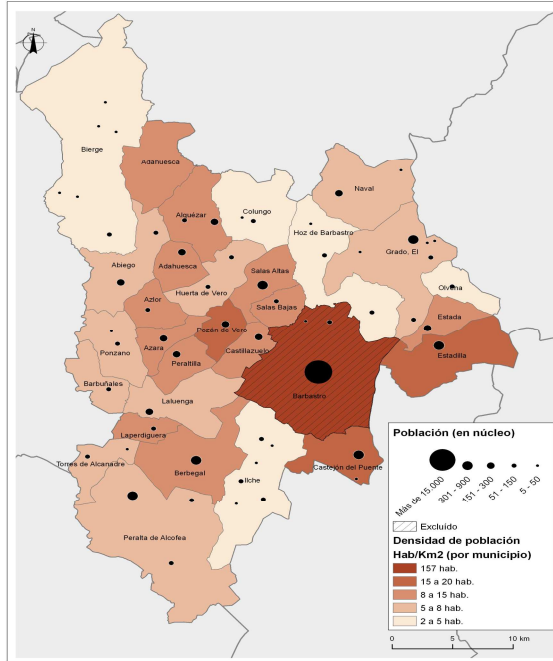 N
Bierge
Adahuesca
Naval
Alquézar
Colungo
Hoz de Barbastro
Grado, El
Abiego
Adahuesca
Salas Altas
Huerta de Vero
Olvena
Azlor
Salas Bajas
Estada
Pozán de Vero
Ponzano
Azara
Castillazuelo
Estadilla
Peraltilla
Barbuñales
Barbastro
Laluenga
Laperdiguera
Torres de Alcanadre
Berbegal
Ilche
Castejón del Puente
Peralta de Alcofea
Población (en núcleo)
Más de 15.000
301 - 900
151 - 300
51 - 150
5 - 50
Excluído
Densidad de población
Hab/Km2 (por municipio)
157 hab.
15 a 20 hab.
8 a 15 hab.
5 a 8 hab.
2 a 5 hab.
0 5 10 km